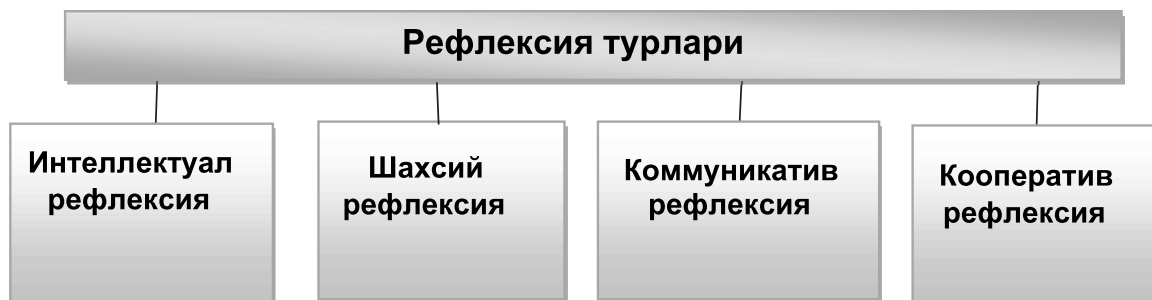 Рефлексия турлари
Интеллектуал
рефлексия
Шахсий
рефлексия
Коммуникатив
рефлексия
Кооператив
рефлексия